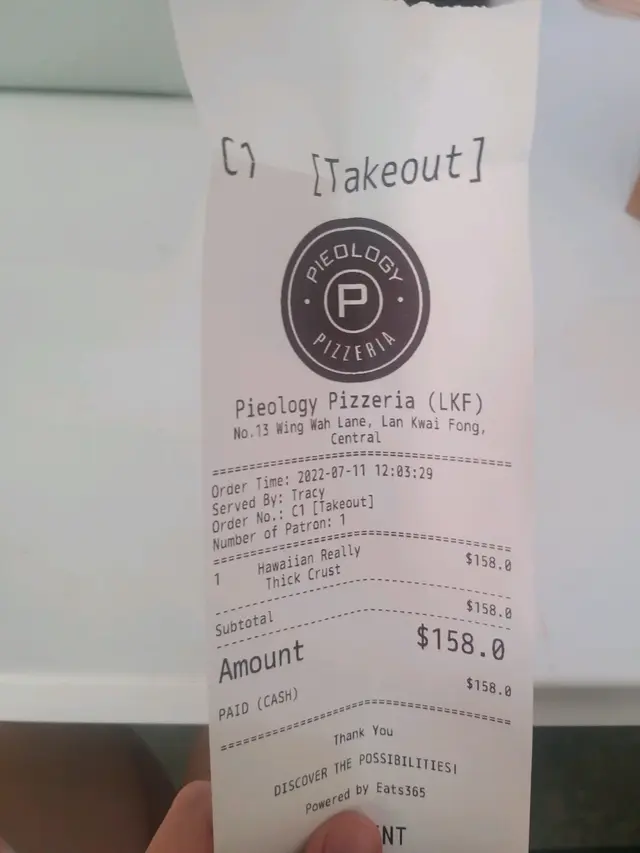 C1 [Takeout]
PIEOLOGY
P
PIZZERIA
Pieology Pizzeria (LKF)
No.13 Wing Wah Lane, Lan Kwai Fong,
Central
Order Time: 2022-07-11 12:03:29
Served By: Tracy
Order No.: C1 [Takeout]
Number of Patron: 1
1 Hawaiian Really $158.0
Thick Crust
Subtotal $158.0
Amount $158.0
PAID (CASH) $158.0
Thank You
DISCOVER THE POSSIBILITIES!
Powered by Eats365